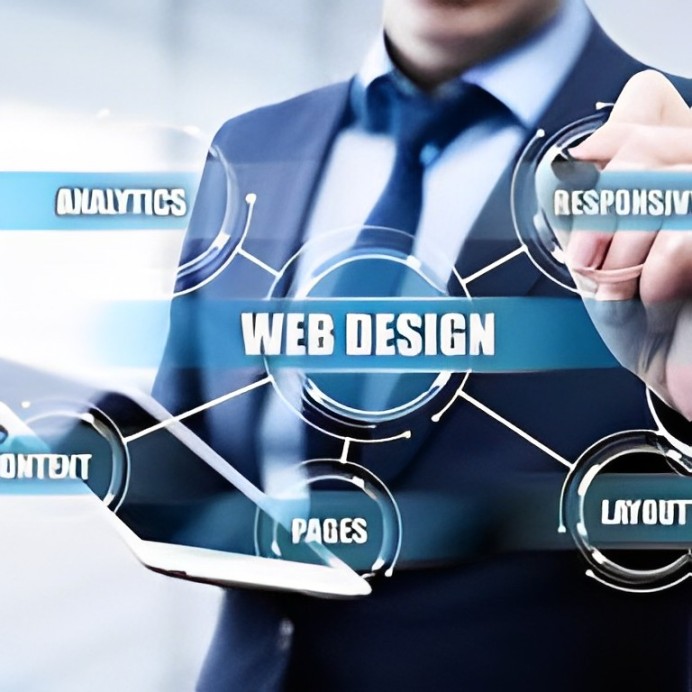 ANALYTICS
RESPONSIV
WEB DESIGN
ONTENT
PAGES
LAYOUT